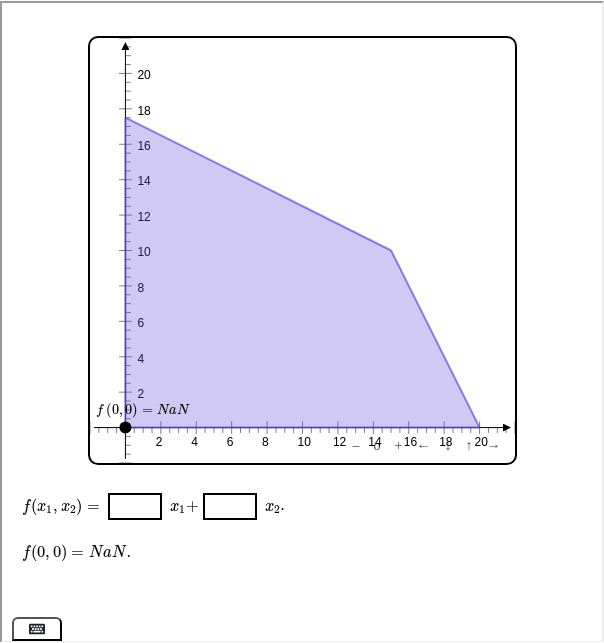 20
18
16
14
12
10
8
6
4
2
f(0,0) = NaN
2 4 6 8 10 12 14 16 18 20
− o + ← ↓ ↑ →
f(x₁, x₂) = x₁+ x₂.
f(0, 0) = NaN.